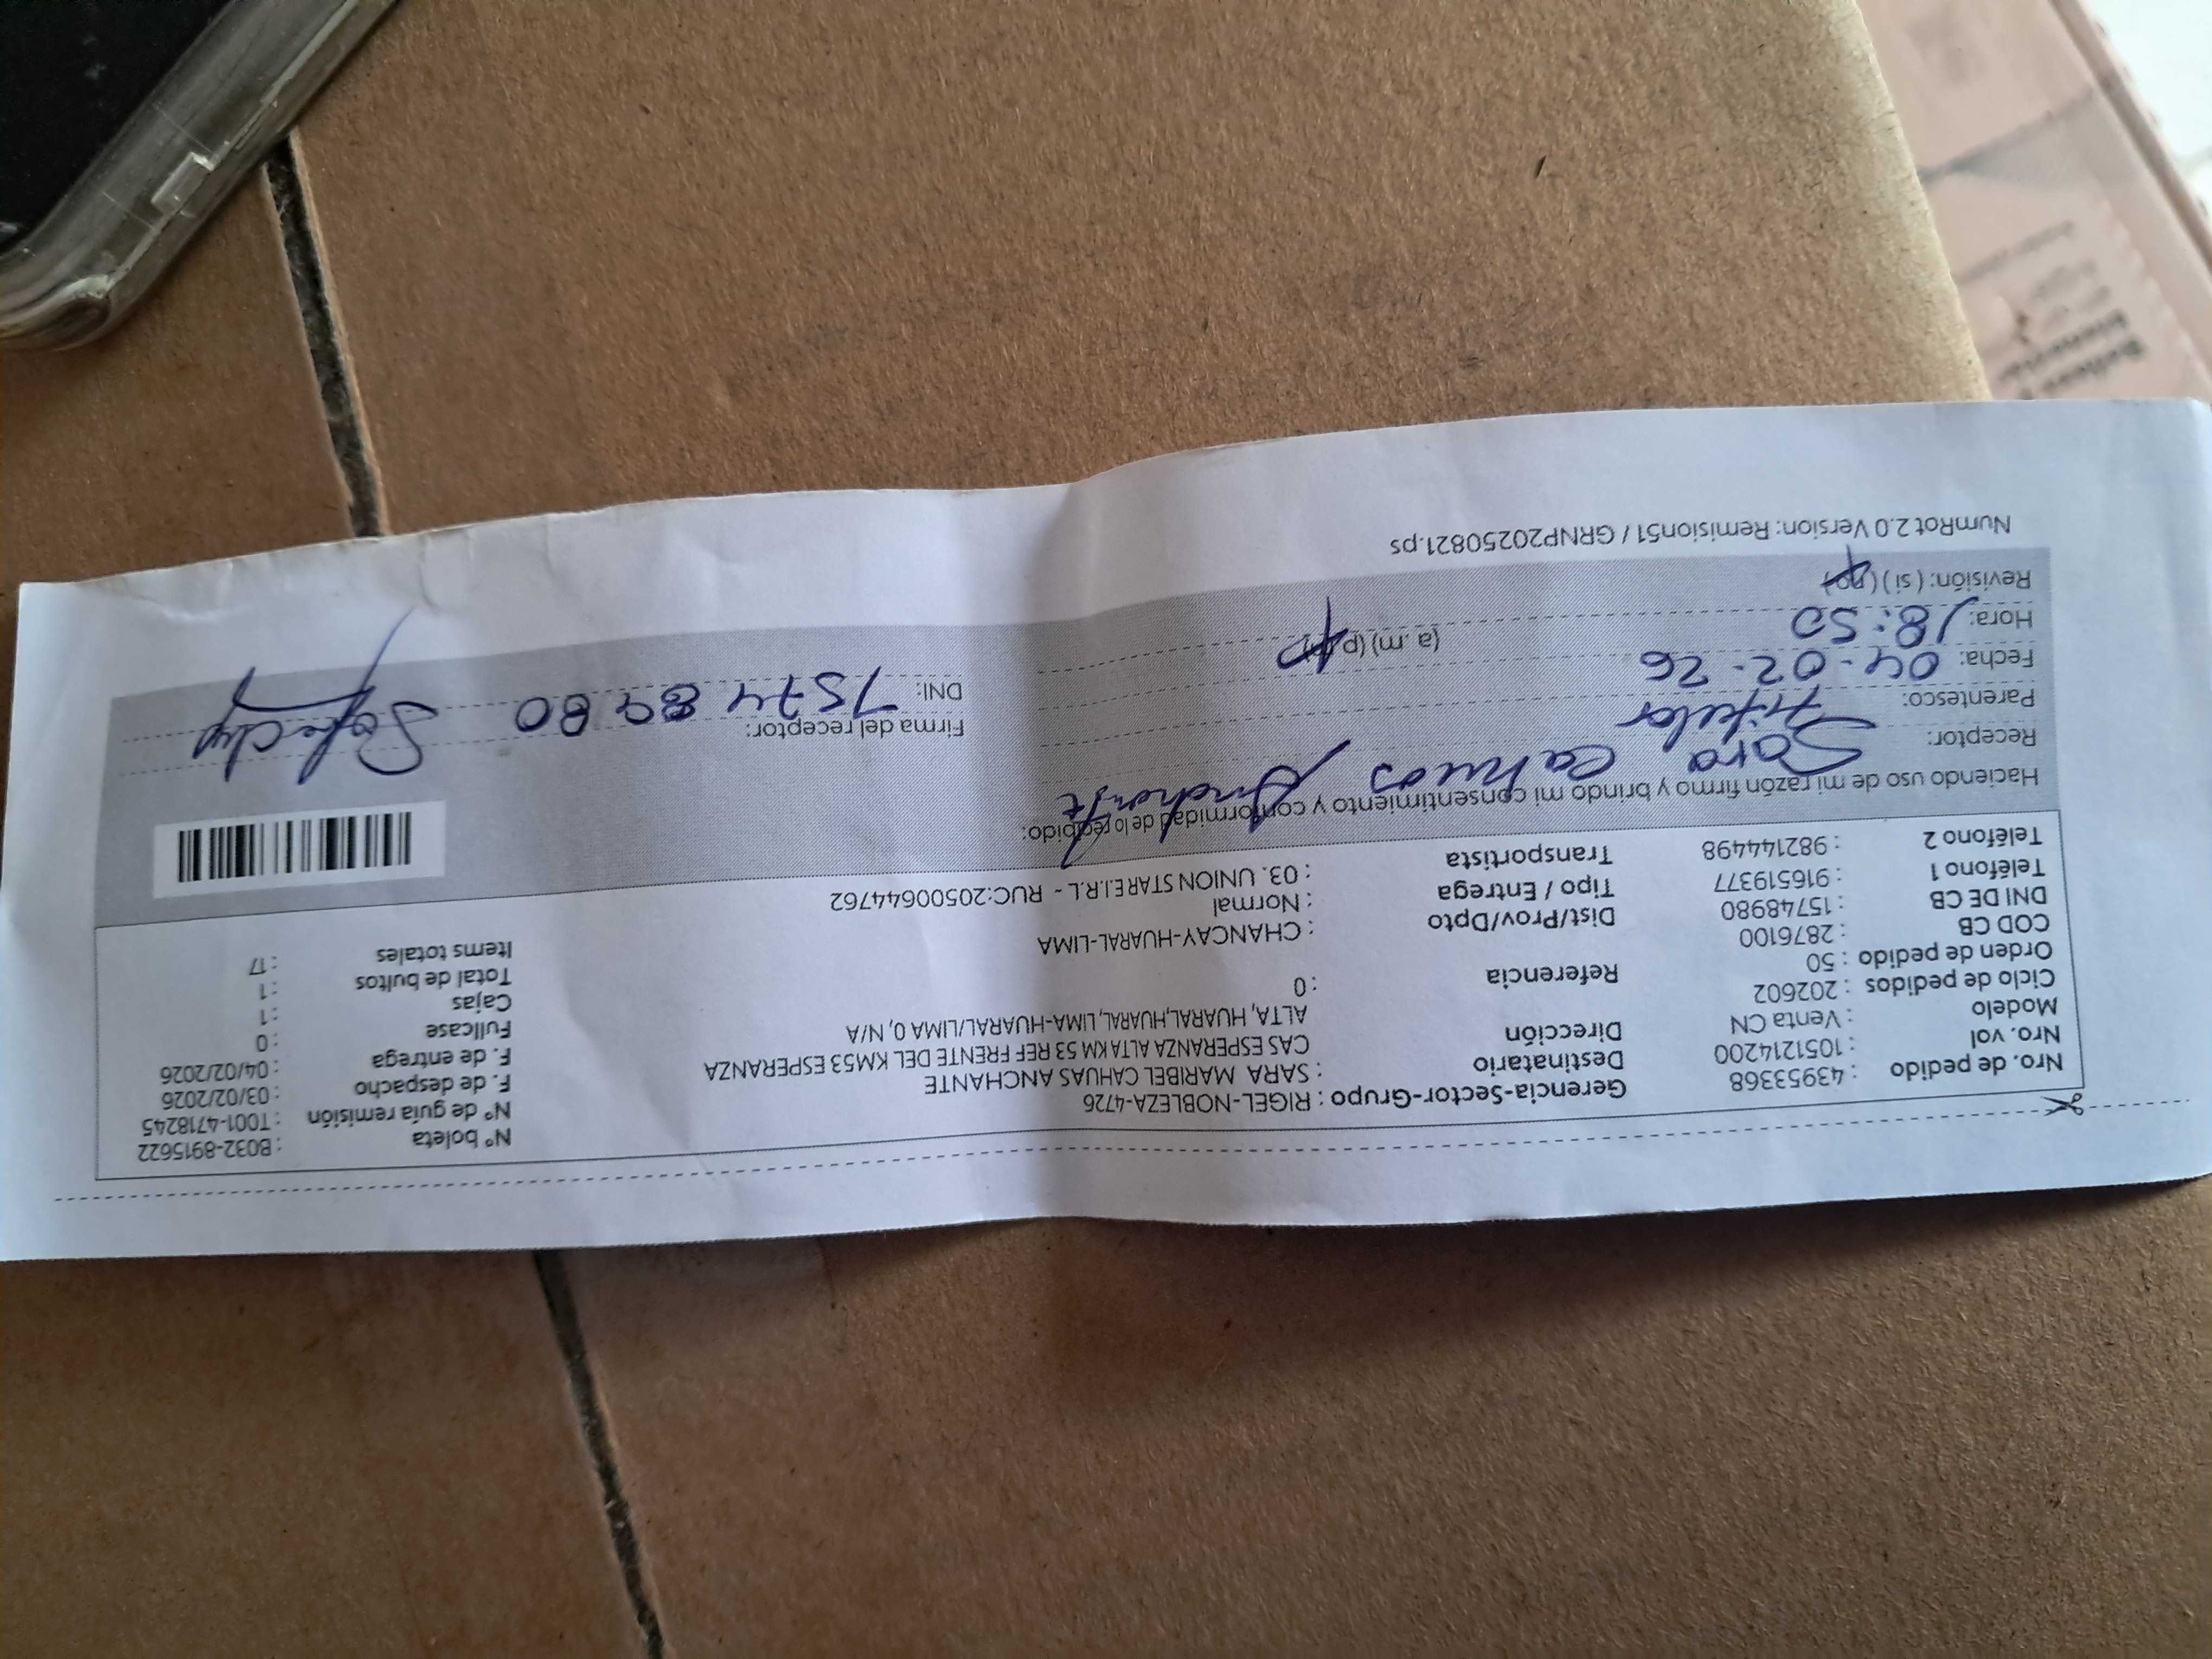 Nro. de pedido : 43953368
Nro. vol : 1051214200
Modelo : Venta CN
Ciclo de pedidos : 202602
Orden de pedido : 50
COD CB : 2876100
DNI DE CB : 15748980
Teléfono 1 : 916519377
Teléfono 2 : 982144498
Gerencia-Sector-Grupo : RIGEL-NOBLEZA-4726
Destinatario : SARA MARIBEL CAHUAS ANCHANTE
Dirección : CAS ESPERANZA ALTA KM 53 REF FRENTE DEL KM53 ESPERANZA
ALTA, HUARAL,HUARAL, LIMA-HUARAL/LIMA 0, N/A
Referencia : 0
Dist/Prov/Dpto : CHANCAY-HUARAL-LIMA
Tipo / Entrega : Normal
Transportista : 03. UNION STAR E.I.R.L - RUC:20500644762
Nº boleta : B032-8915622
Nº de guía remisión : T001-4718245
F. de despacho : 03/02/2026
F. de entrega : 04/02/2026
Fullcase : 0
Cajas : 1
Total de bultos : 1
Items totales : 17
Haciendo uso de mi razón firmo y brindo mi consentimiento y conformidad de lo recibido:
Receptor: Sara Cahuas Anchante
Parentesco: Titular
Fecha: 04-02-26
Hora: 18:50 (a.m) (p.m)
Revisión: (si) (no)
Firma del receptor:
DNI:
NumRot 2.0 Version: Remision51 / GRNP20250821.ps